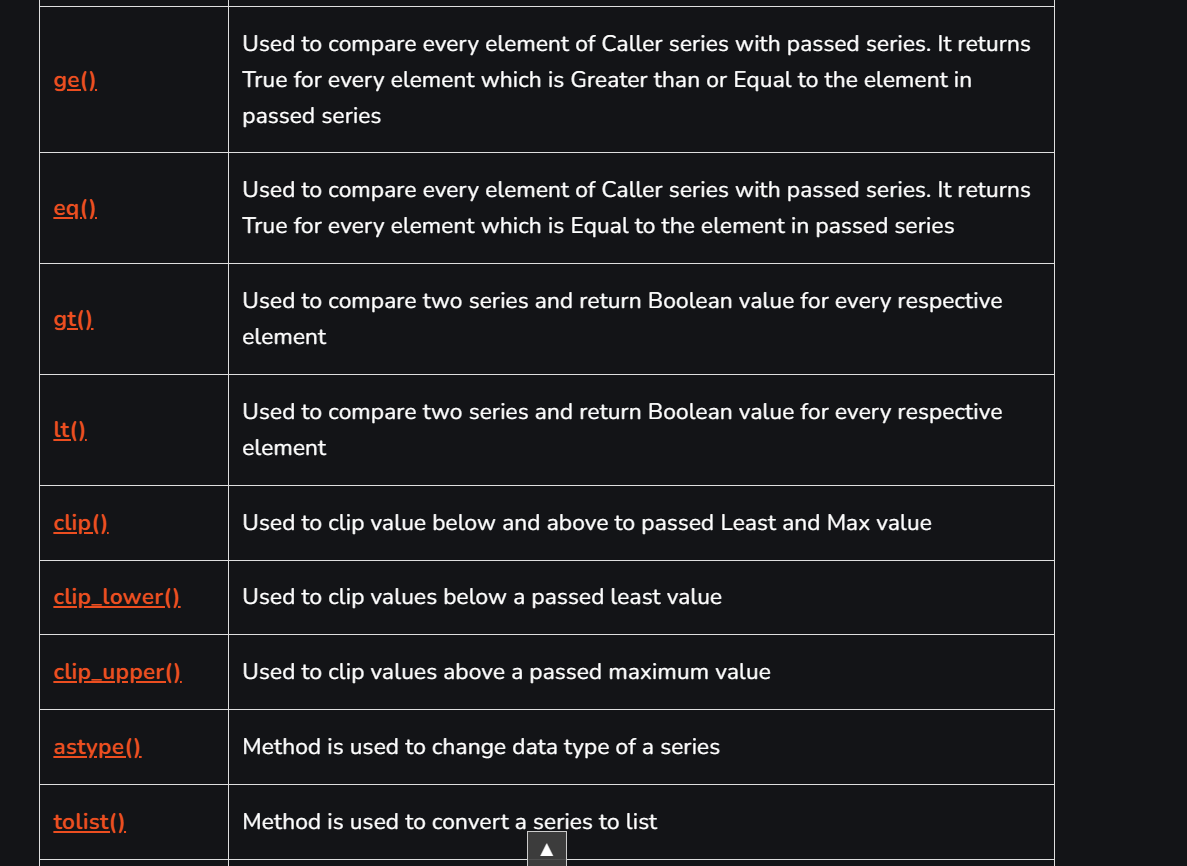 ge()
Used to compare every element of Caller series with passed series. It returns
True for every element which is Greater than or Equal to the element in
passed series
eq()
Used to compare every element of Caller series with passed series. It returns
True for every element which is Equal to the element in passed series
gt()
Used to compare two series and return Boolean value for every respective
element
lt()
Used to compare two series and return Boolean value for every respective
element
clip()
Used to clip value below and above to passed Least and Max value
clip_lower()
Used to clip values below a passed least value
clip_upper()
Used to clip values above a passed maximum value
astype()
Method is used to change data type of a series
tolist()
Method is used to convert a series to list